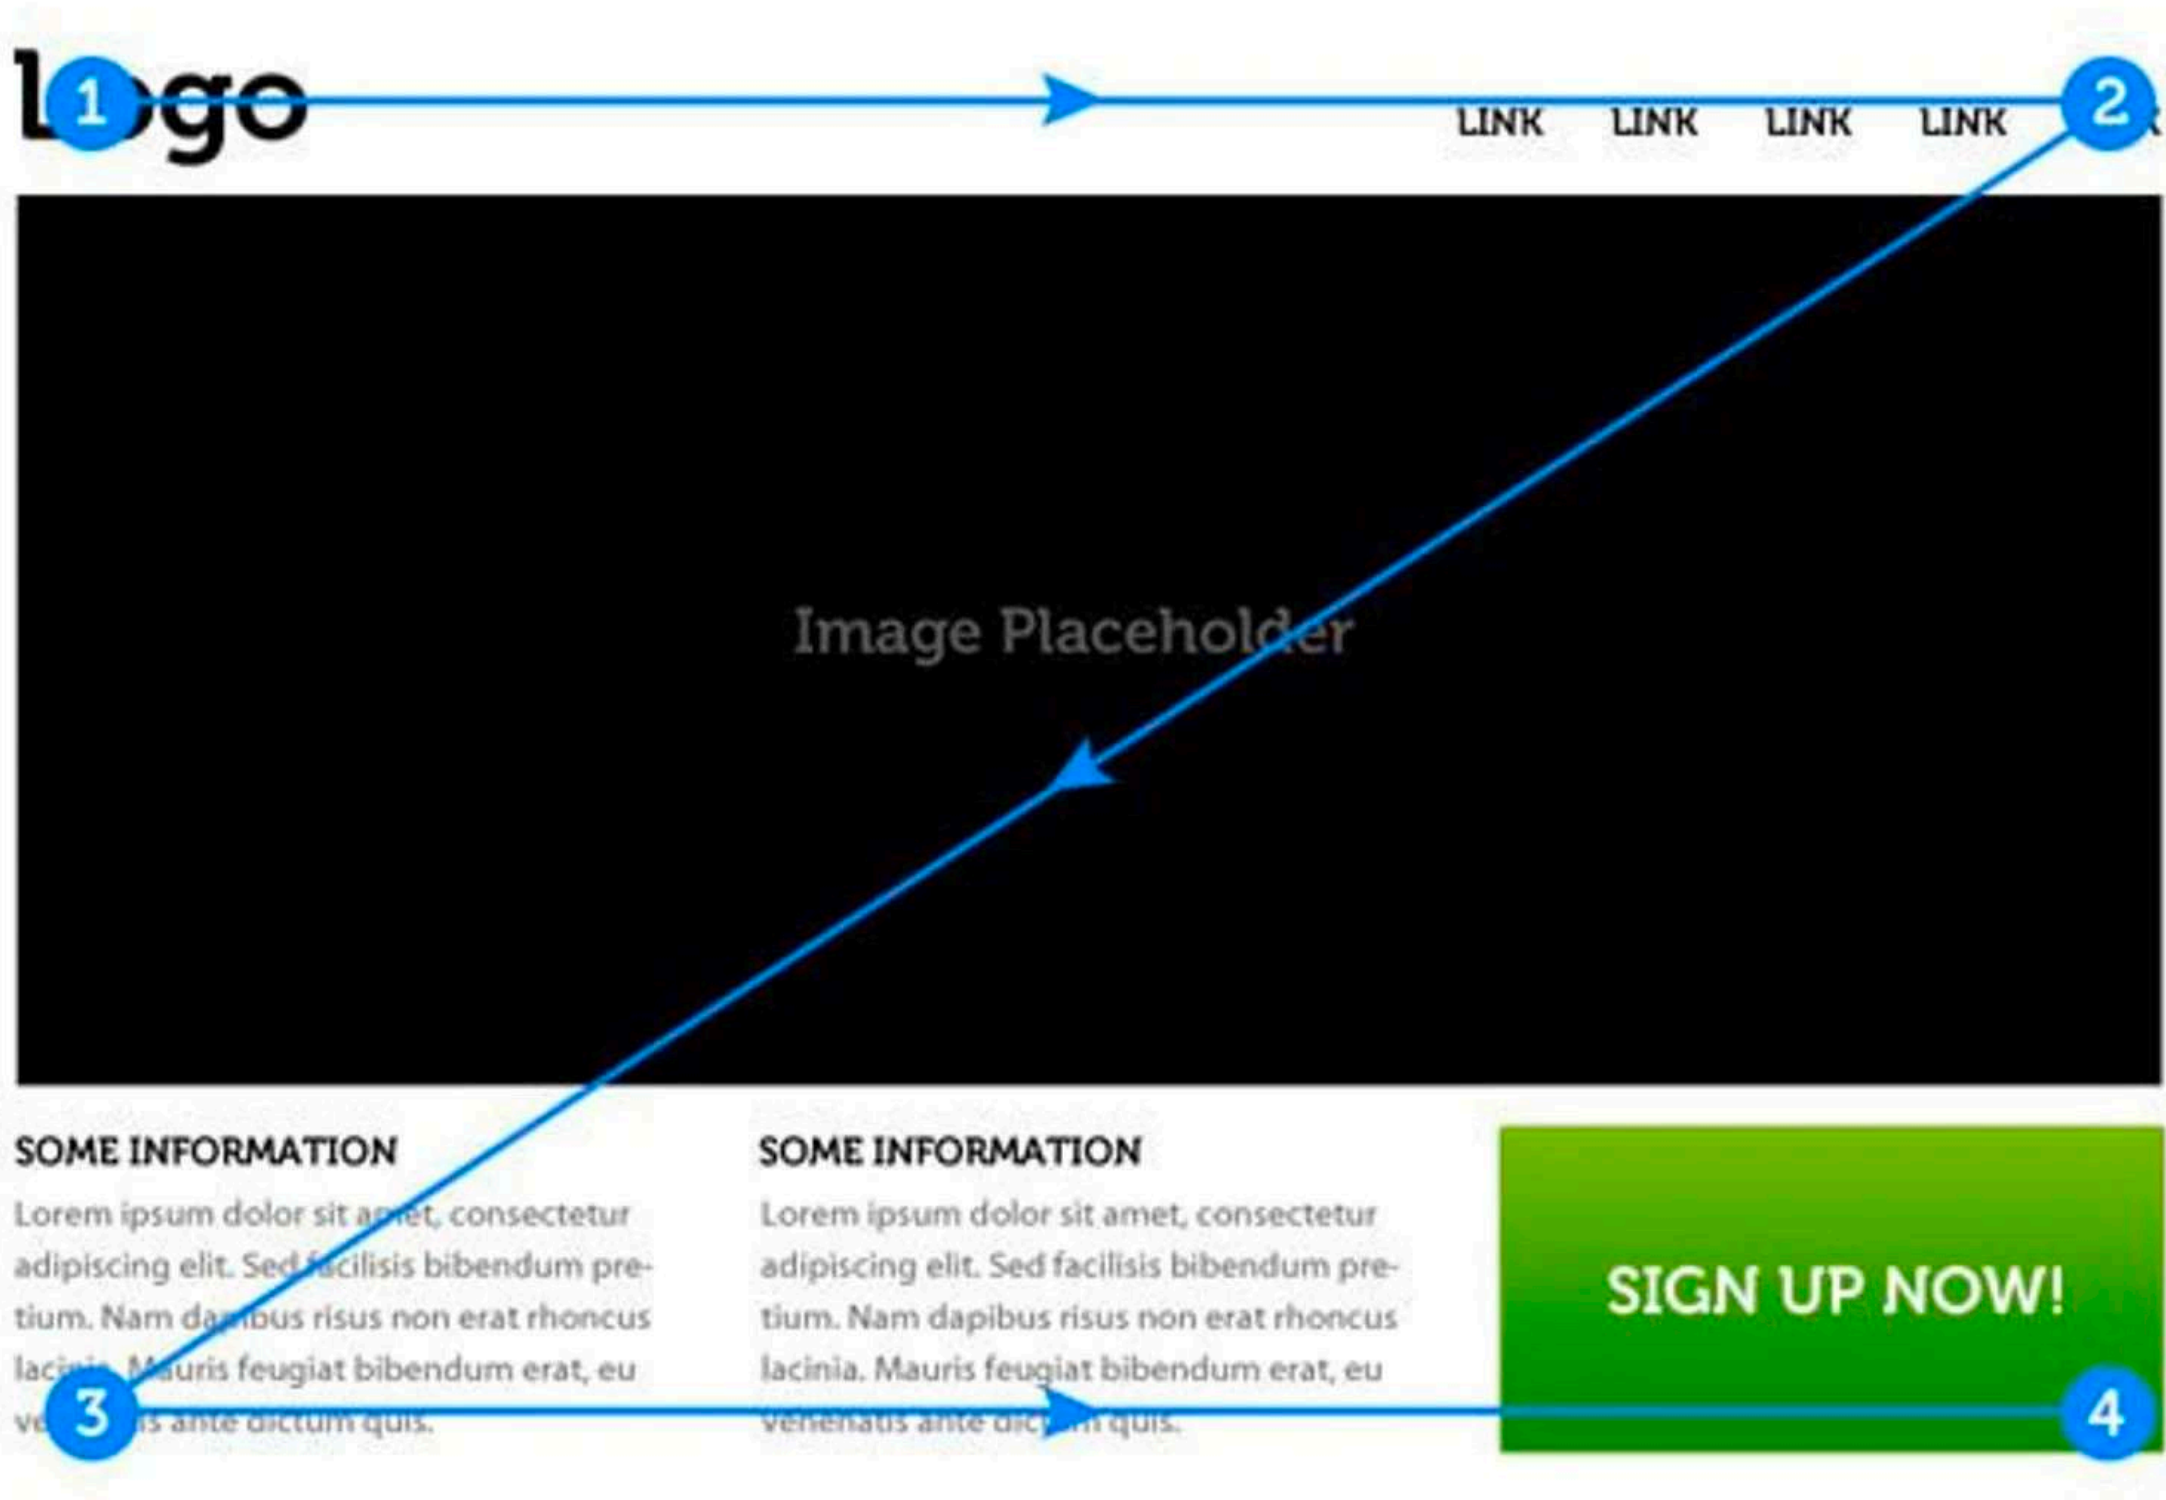 Logo
1
LINK LINK LINK LINK
2
Image Placeholder
SOME INFORMATION
Lorem ipsum dolor sit amet, consectetur
adipiscing elit. Sed facilisis bibendum pre-
tium. Nam dapibus risus non erat rhoncus
lacinia. Mauris feugiat bibendum erat, eu
venenatis ante dictum quis.
3
SOME INFORMATION
Lorem ipsum dolor sit amet, consectetur
adipiscing elit. Sed facilisis bibendum pre-
tium. Nam dapibus risus non erat rhoncus
lacinia. Mauris feugiat bibendum erat, eu
venenatis ante dictum quis.
SIGN UP NOW!
4